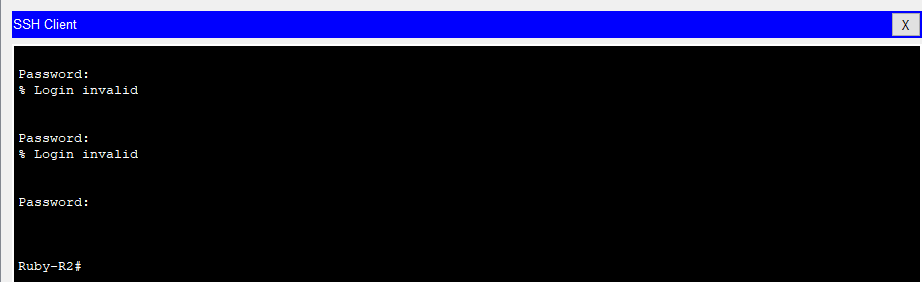 SSH Client
X
Password:
% Login invalid
Password:
% Login invalid
Password:
Ruby-R2#